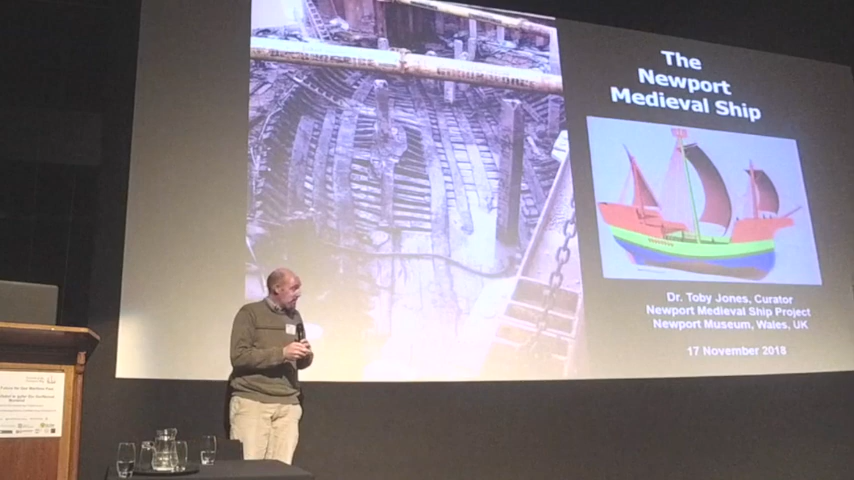 The
Newport
Medieval Ship
Dr. Toby Jones, Curator
Newport Medieval Ship Project
Newport Museum, Wales, UK
17 November 2018